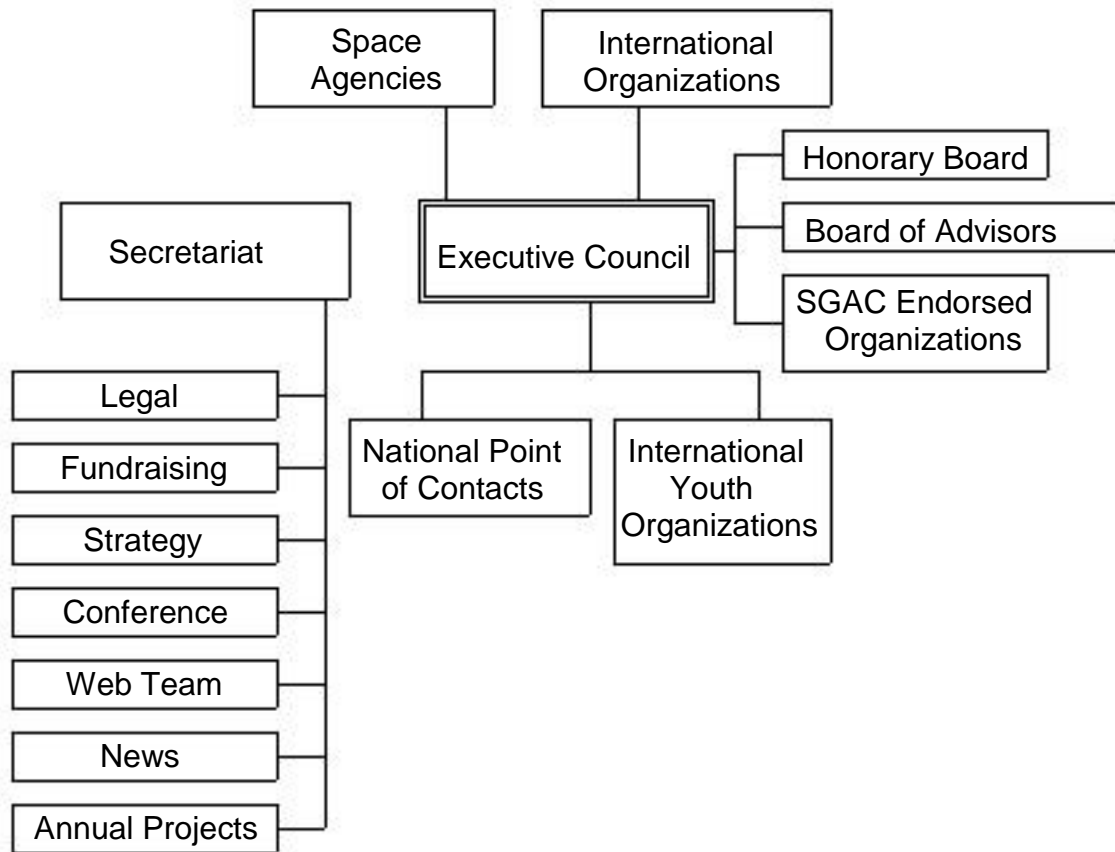 Space
Agencies
International
Organizations
Honorary Board
Board of Advisors
SGAC Endorsed
Organizations
Secretariat
Executive Council
National Point
of Contacts
International
Youth
Organizations
Legal
Fundraising
Strategy
Conference
Web Team
News
Annual Projects